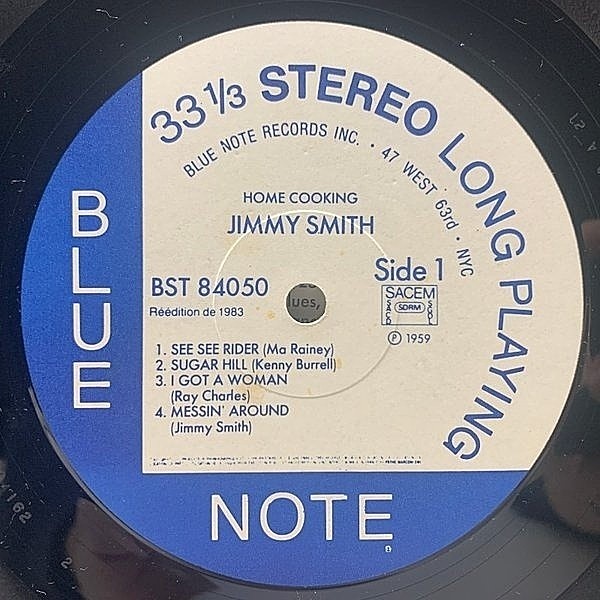 33 1/3 STEREO LONG PLAYING
BLUE NOTE RECORDS INC. • 47 WEST 63rd • NYC
HOME COOKING
JIMMY SMITH
BST 84050
Side 1
Réédition de 1983
ues,
SACEM
SDRM
℗ 1959
1. SEE SEE RIDER (Ma Rainey)
2. SUGAR HILL (Kenny Burrell)
3. I GOT A WOMAN
(Ray Charles)
4. MESSIN' AROUND
(Jimmy Smith)
BLUE
NOTE